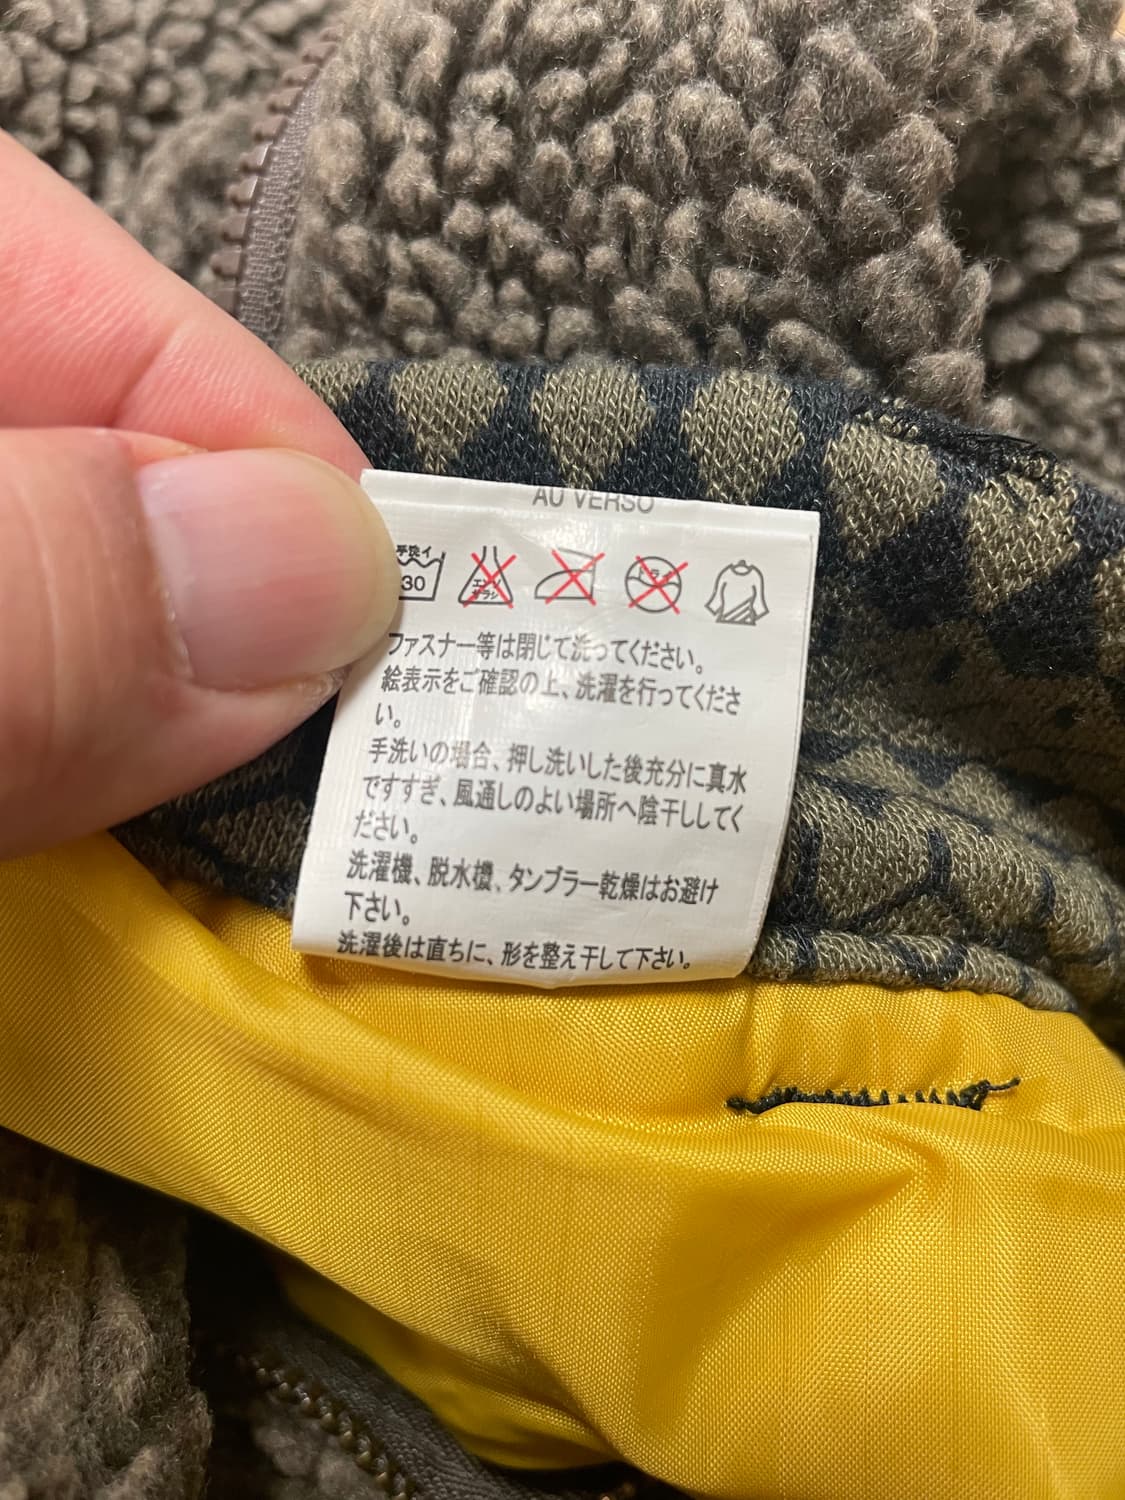 AU VERSO
手洗イ
30
エンソ
サラシ
ドライ
ファスナー等は閉じて洗ってください。
絵表示をご確認の上、洗濯を行ってくださ
い。
手洗いの場合、押し洗いした後充分に真水
ですすぎ、風通しのよい場所へ陰干ししてく
ださい。
洗濯機、脱水機、タンブラー乾燥はお避け
下さい。
洗濯後は直ちに、形を整え干して下さい。